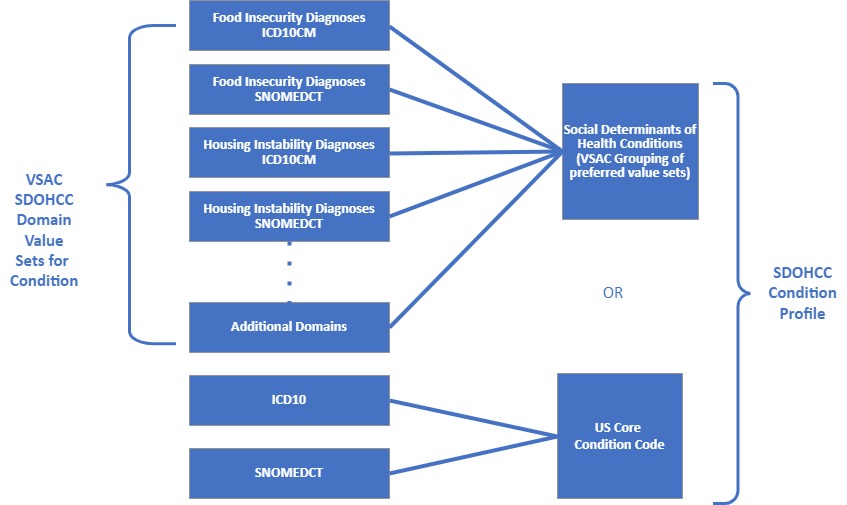 VSAC
SDOHCC
Domain
Value
Sets for
Condition
Food Insecurity Diagnoses
ICD10CM
Food Insecurity Diagnoses
SNOMEDCT
Housing Instability Diagnoses
ICD10CM
Housing Instability Diagnoses
SNOMEDCT
Additional Domains
ICD10
SNOMEDCT
Social Determinants of
Health Conditions
(VSAC Grouping of
preferred value sets)
OR
US Core
Condition Code
SDOHCC
Condition
Profile